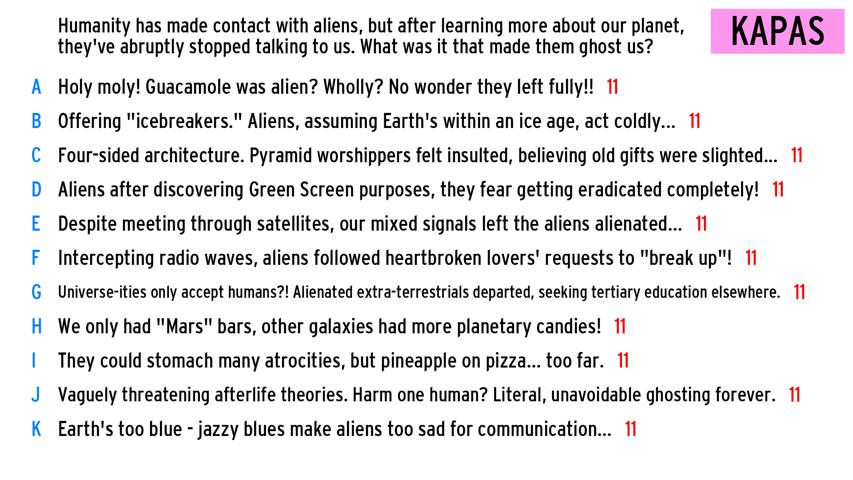 Humanity has made contact with aliens, but after learning more about our planet,
they've abruptly stopped talking to us. What was it that made them ghost us?
KAPAS
A Holy moly! Guacamole was alien? Wholly? No wonder they left fully!! 11
B Offering "icebreakers." Aliens, assuming Earth's within an ice age, act coldly... 11
C Four-sided architecture. Pyramid worshippers felt insulted, believing old gifts were slighted... 11
D Aliens after discovering Green Screen purposes, they fear getting eradicated completely! 11
E Despite meeting through satellites, our mixed signals left the aliens alienated... 11
F Intercepting radio waves, aliens followed heartbroken lovers' requests to "break up"! 11
G Universe-ities only accept humans?! Alienated extra-terrestrials departed, seeking tertiary education elsewhere. 11
H We only had "Mars" bars, other galaxies had more planetary candies! 11
I They could stomach many atrocities, but pineapple on pizza... too far. 11
J Vaguely threatening afterlife theories. Harm one human? Literal, unavoidable ghosting forever. 11
K Earth's too blue - jazzy blues make aliens too sad for communication... 11